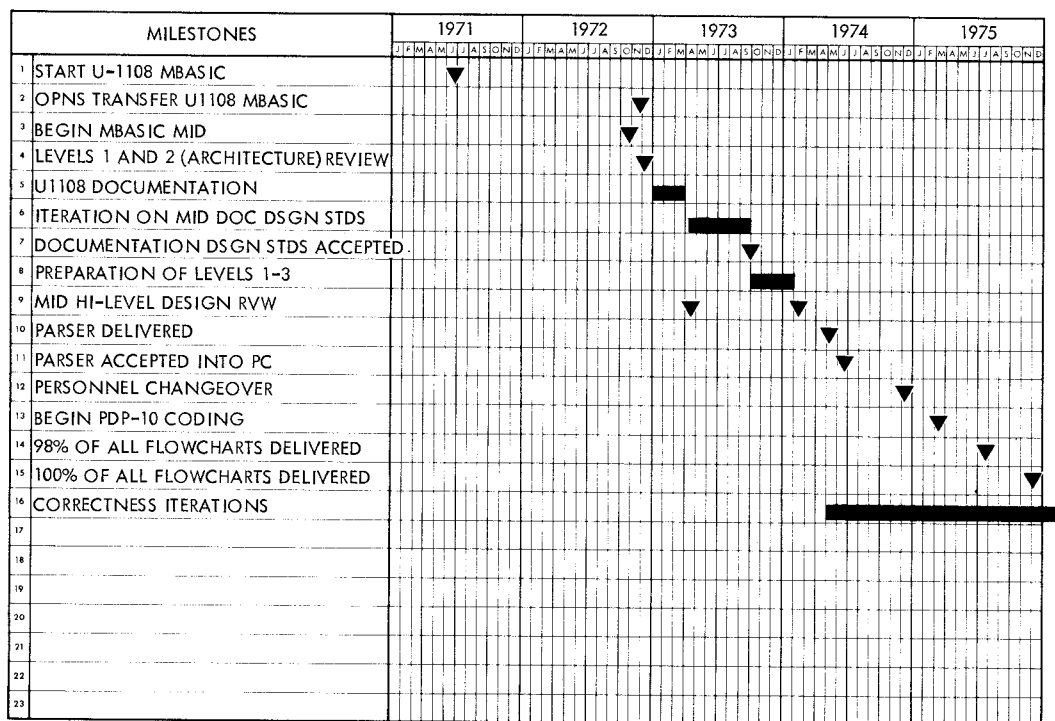 MILESTONES 1971 1972 1973 1974 1975
J F M A M J J A S O N D J F M A M J J A S O N D J F M A M J J A S O N D J F M A M J J A S O N D J F M A M J J A S O N D
1 START U-1108 MBASIC
2 OPNS TRANSFER U1108 MBASIC
3 BEGIN MBASIC MID
4 LEVELS 1 AND 2 (ARCHITECTURE) REVIEW
5 U1108 DOCUMENTATION
6 ITERATION ON MID DOC DSGN STDS
7 DOCUMENTATION DSGN STDS ACCEPTED.
8 PREPARATION OF LEVELS 1-3
9 MID HI-LEVEL DESIGN RVW
10 PARSER DELIVERED
11 PARSER ACCEPTED INTO PC
12 PERSONNEL CHANGEOVER
13 BEGIN PDP-10 CODING
14 98% OF ALL FLOWCHARTS DELIVERED
15 100% OF ALL FLOWCHARTS DELIVERED
16 CORRECTNESS ITERATIONS
17
18
19
20
21
22
23